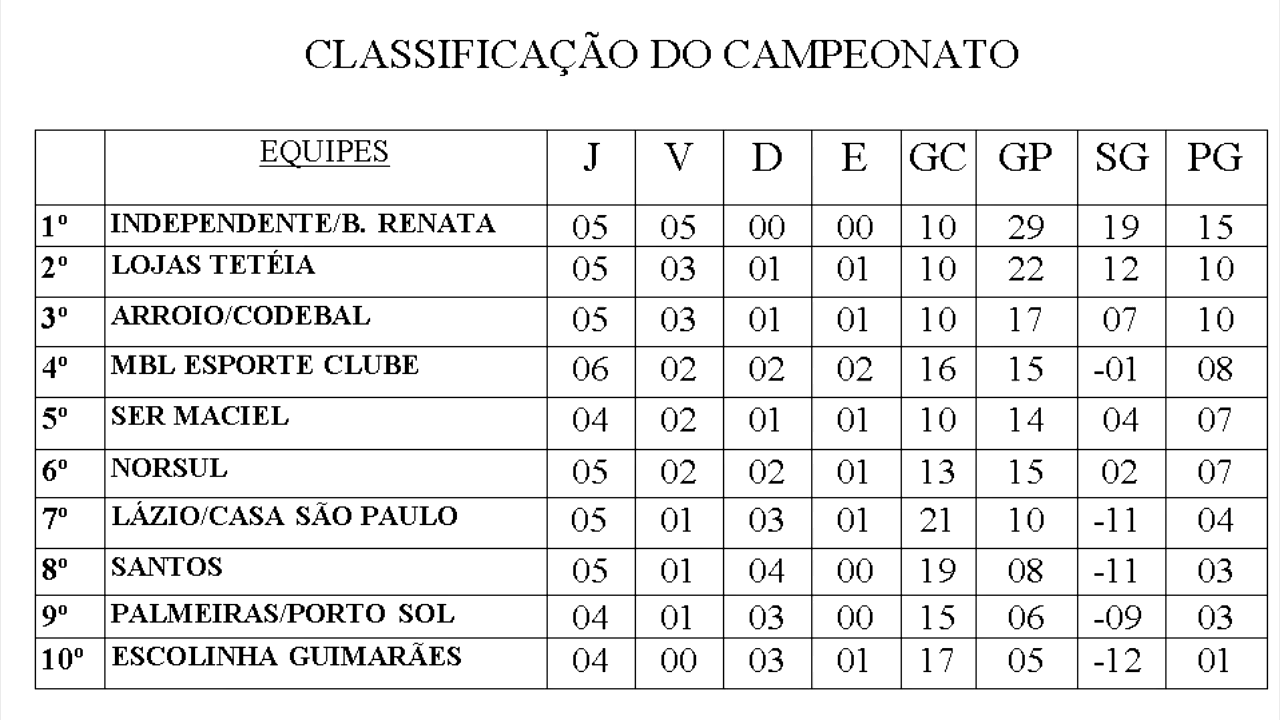 CLASSIFICAÇÃO DO CAMPEONATO
EQUIPES J V D E GC GP SG PG
1º INDEPENDENTE/B. RENATA 05 05 00 00 10 29 19 15
2º LOJAS TETÉIA 05 03 01 01 10 22 12 10
3º ARROIO/CODEBAL 05 03 01 01 10 17 07 10
4º MBL ESPORTE CLUBE 06 02 02 02 16 15 -01 08
5º SER MACIEL 04 02 01 01 10 14 04 07
6º NORSUL 05 02 02 01 13 15 02 07
7º LÁZIO/CASA SÃO PAULO 05 01 03 01 21 10 -11 04
8º SANTOS 05 01 04 00 19 08 -11 03
9º PALMEIRAS/PORTO SOL 04 01 03 00 15 06 -09 03
10º ESCOLINHA GUIMARÃES 04 00 03 01 17 05 -12 01